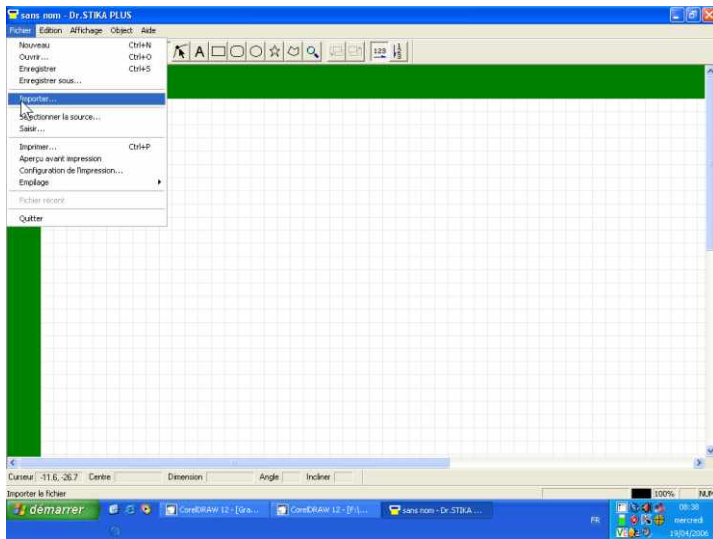 sans nom - Dr.STIKA PLUS
Fichier Edition Affichage Object Aide
Nouveau Ctrl+N
Ouvrir... Ctrl+O
Enregistrer Ctrl+S
Enregistrer sous...
Importer...
Sélectionner la source...
Saisir...
Imprimer... Ctrl+P
Aperçu avant impression
Configuration de l'impression...
Empilage
Fichier récent
Quitter
A
123
Curseur -11.6, -26.7 Centre Dimension Angle Incliner
Importer le fichier 100% NUM
démarrer CorelDRAW 12 - [Gra... CorelDRAW 12 - [F:\... sans nom - Dr.STIKA ... FR 08:38
mercredi
19/04/2006